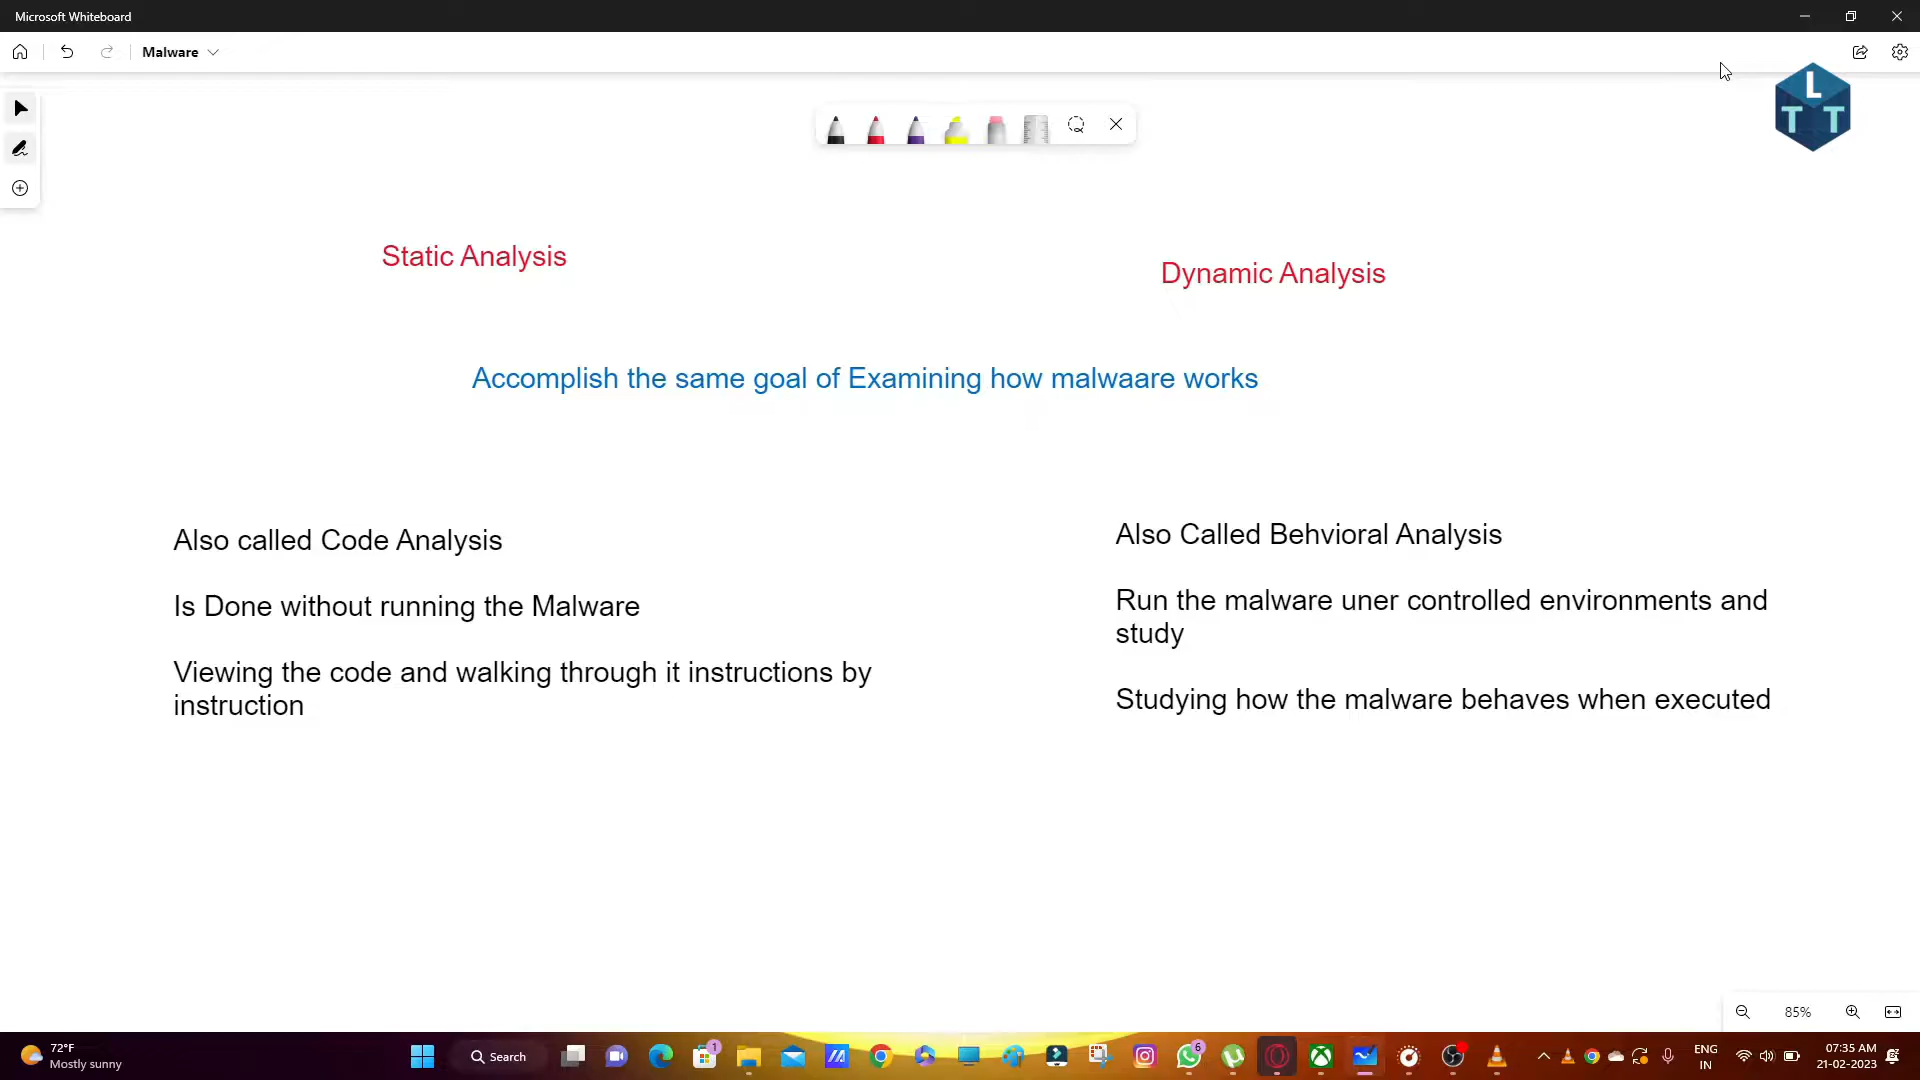 Microsoft Whiteboard
Malware
L
T T
Static Analysis
Dynamic Analysis
Accomplish the same goal of Examining how malwaare works
Also called Code Analysis
Is Done without running the Malware
Viewing the code and walking through it instructions by
instruction
Also Called Behvioral Analysis
Run the malware uner controlled environments and
study
Studying how the malware behaves when executed
85%
72°F
Mostly sunny
Search
1
6
ENG
IN
07:35 AM
21-02-2023